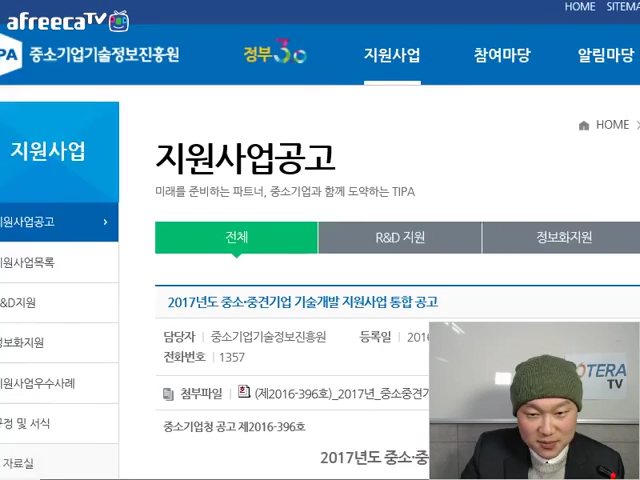 HOME SITEMA
afreecaTV
PA 중소기업기술정보진흥원 정부3.0 지원사업 참여마당 알림마당
HOME >
지원사업
지원사업공고
미래를 준비하는 파트너, 중소기업과 함께 도약하는 TIPA
지원사업공고 >
지원사업목록
&D지원
정보화지원
지원사업우수사례
규정 및 서식
자료실
전체 R&D 지원 정보화지원
2017년도 중소·중견기업 기술개발 지원사업 통합 공고
담당자 중소기업기술정보진흥원 등록일 2016
전화번호 1357
첨부파일 (제2016-396호)_2017년_중소중견기
중소기업청 공고 제2016-396호
2017년도 중소·중
OTERA
TV